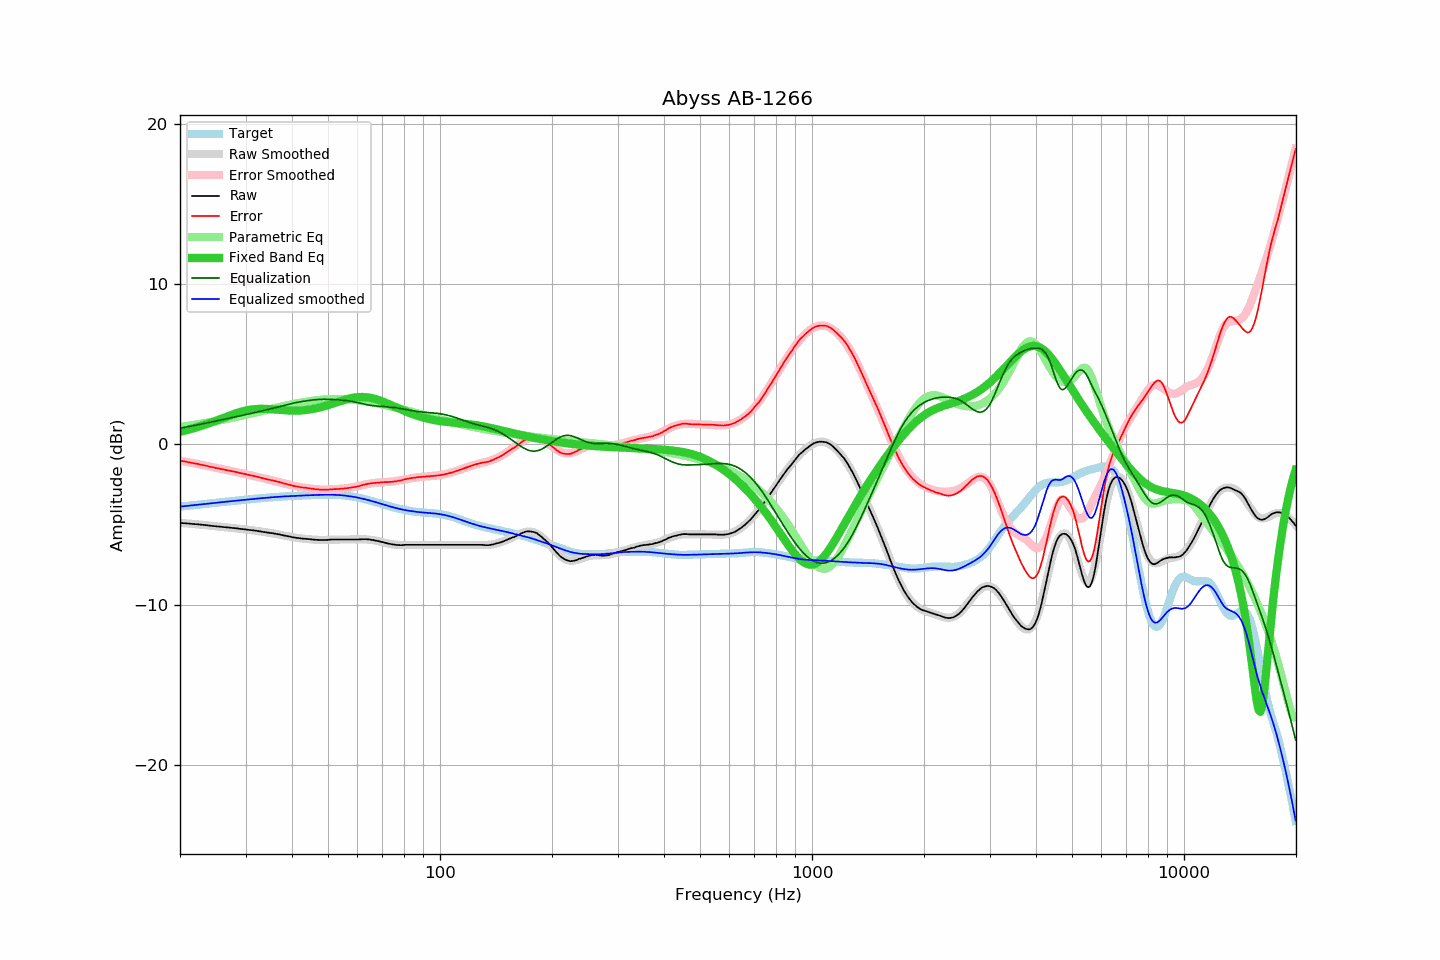 Abyss AB-1266
Target
Raw Smoothed
Error Smoothed
Raw
Error
Parametric Eq
Fixed Band Eq
Equalization
Equalized smoothed
20
10
0
−10
−20
Amplitude (dBr)
100
1000
10000
Frequency (Hz)